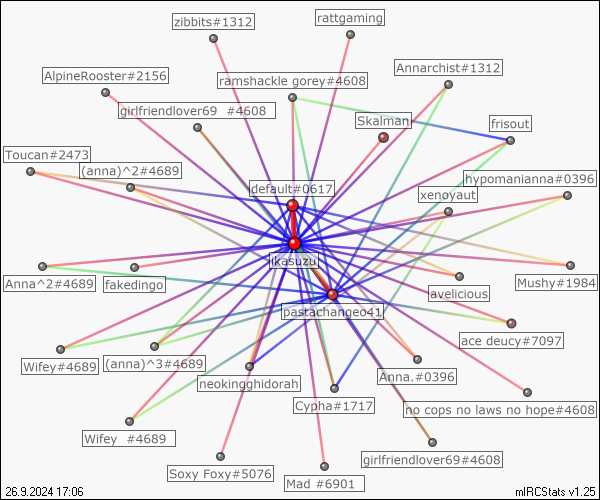 zibbits#1312
rattgaming
Annarchist#1312
AlpineRooster#2156
ramshackle gorey#4608
girlfriendlover69 #4608
Skalman
frisout
Toucan#2473
(anna)^2#4689
hypomanianna#0396
default#0617
xenoyaut
ikasuzu
Anna^2#4689
fakedingo
avelicious
Mushy#1984
pastachangeo41
ace deucy#7097
Wifey#4689
(anna)^3#4689
neokingghidorah
Anna.#0396
Cypha#1717
no cops no laws no hope#4608
Wifey #4689
girlfriendlover69#4608
Soxy Foxy#5076
Mad #6901
26.9.2024 17:06
mIRCStats v1.25